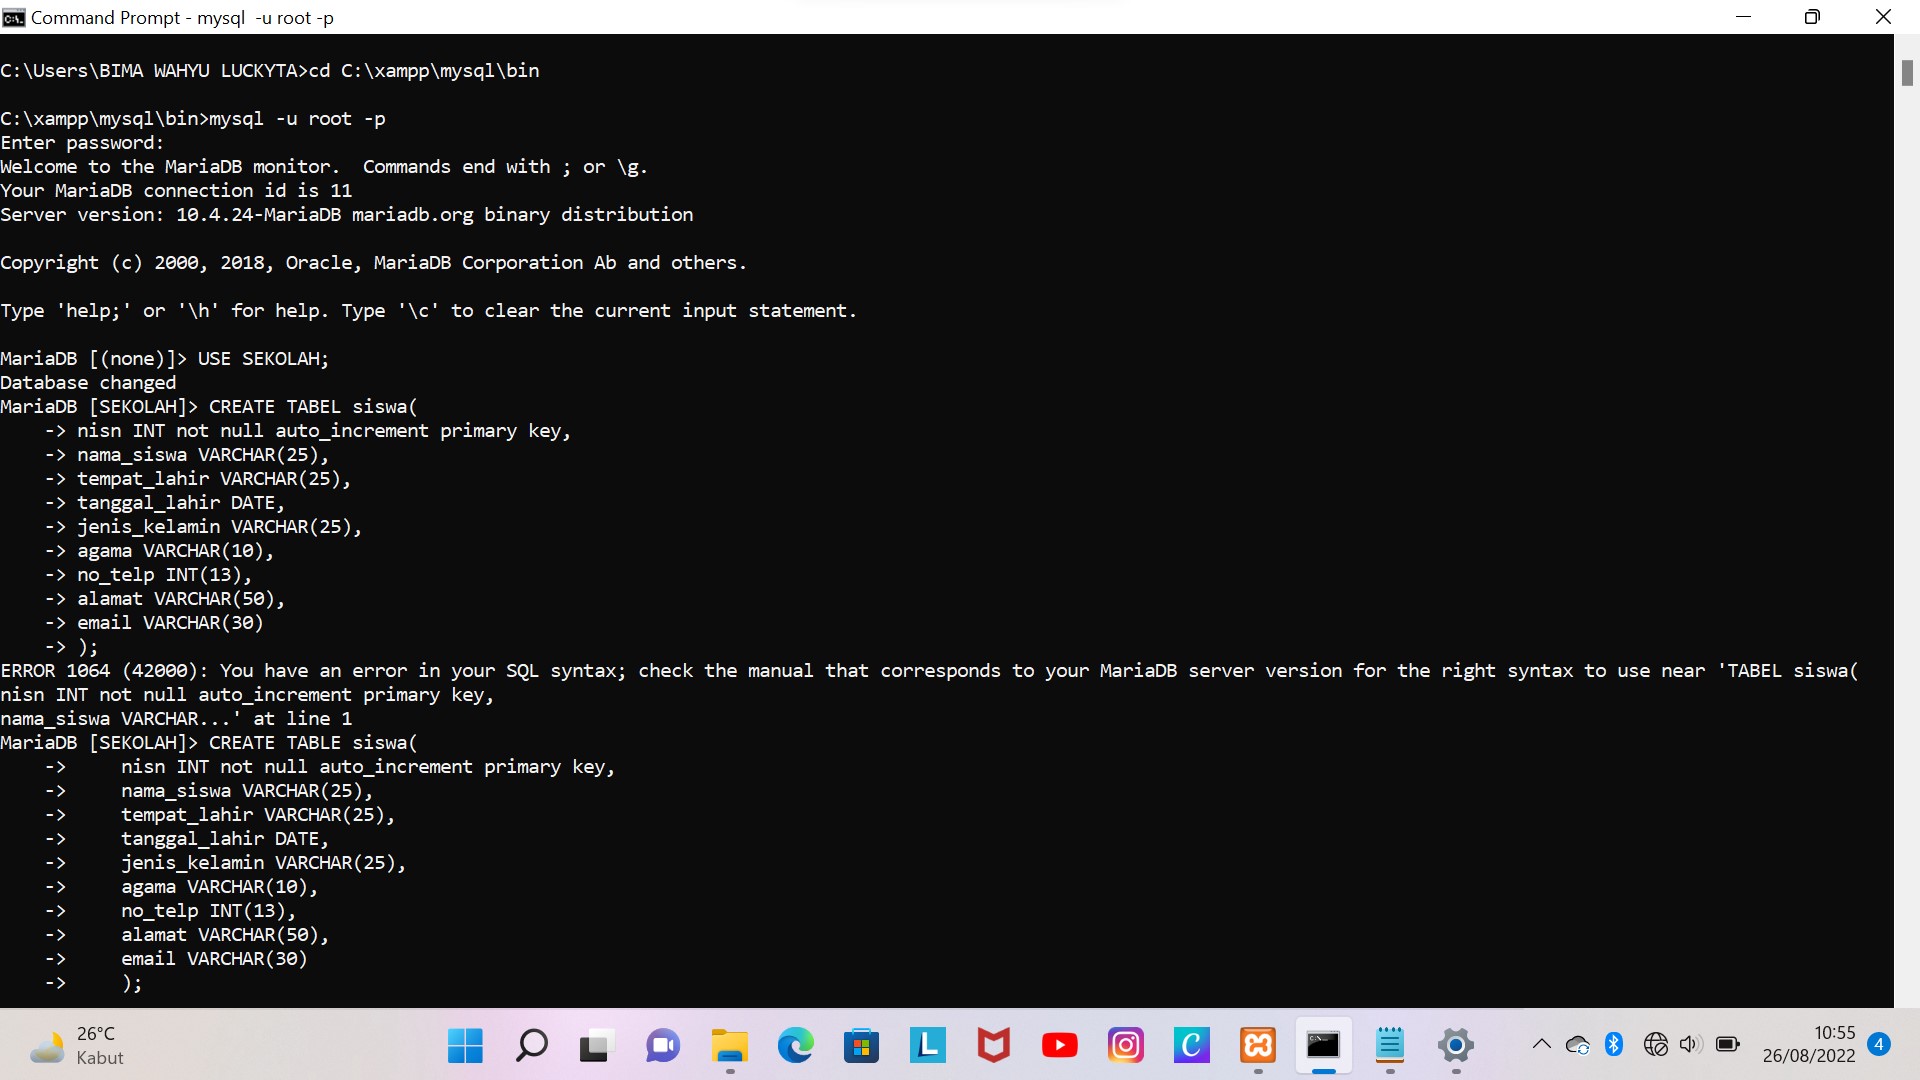 Command Prompt - mysql  -u root -p
C:\Users\BIMA WAHYU LUCKYTA>cd C:\xampp\mysql\bin
C:\xampp\mysql\bin>mysql -u root -p
Enter password:
Welcome to the MariaDB monitor.  Commands end with ; or \g.
Your MariaDB connection id is 11
Server version: 10.4.24-MariaDB mariadb.org binary distribution
Copyright (c) 2000, 2018, Oracle, MariaDB Corporation Ab and others.
Type 'help;' or '\h' for help. Type '\c' to clear the current input statement.
MariaDB [(none)]> USE SEKOLAH;
Database changed
MariaDB [SEKOLAH]> CREATE TABEL siswa(
    -> nisn INT not null auto_increment primary key,
    -> nama_siswa VARCHAR(25),
    -> tempat_lahir VARCHAR(25),
    -> tanggal_lahir DATE,
    -> jenis_kelamin VARCHAR(25),
    -> agama VARCHAR(10),
    -> no_telp INT(13),
    -> alamat VARCHAR(50),
    -> email VARCHAR(30)
    -> );
ERROR 1064 (42000): You have an error in your SQL syntax; check the manual that corresponds to your MariaDB server version for the right syntax to use near 'TABEL siswa(
nisn INT not null auto_increment primary key,
nama_siswa VARCHAR...' at line 1
MariaDB [SEKOLAH]> CREATE TABLE siswa(
    ->     nisn INT not null auto_increment primary key,
    ->     nama_siswa VARCHAR(25),
    ->     tempat_lahir VARCHAR(25),
    ->     tanggal_lahir DATE,
    ->     jenis_kelamin VARCHAR(25),
    ->     agama VARCHAR(10),
    ->     no_telp INT(13),
    ->     alamat VARCHAR(50),
    ->     email VARCHAR(30)
    ->     );
26°C
Kabut
10:55
26/08/2022
4